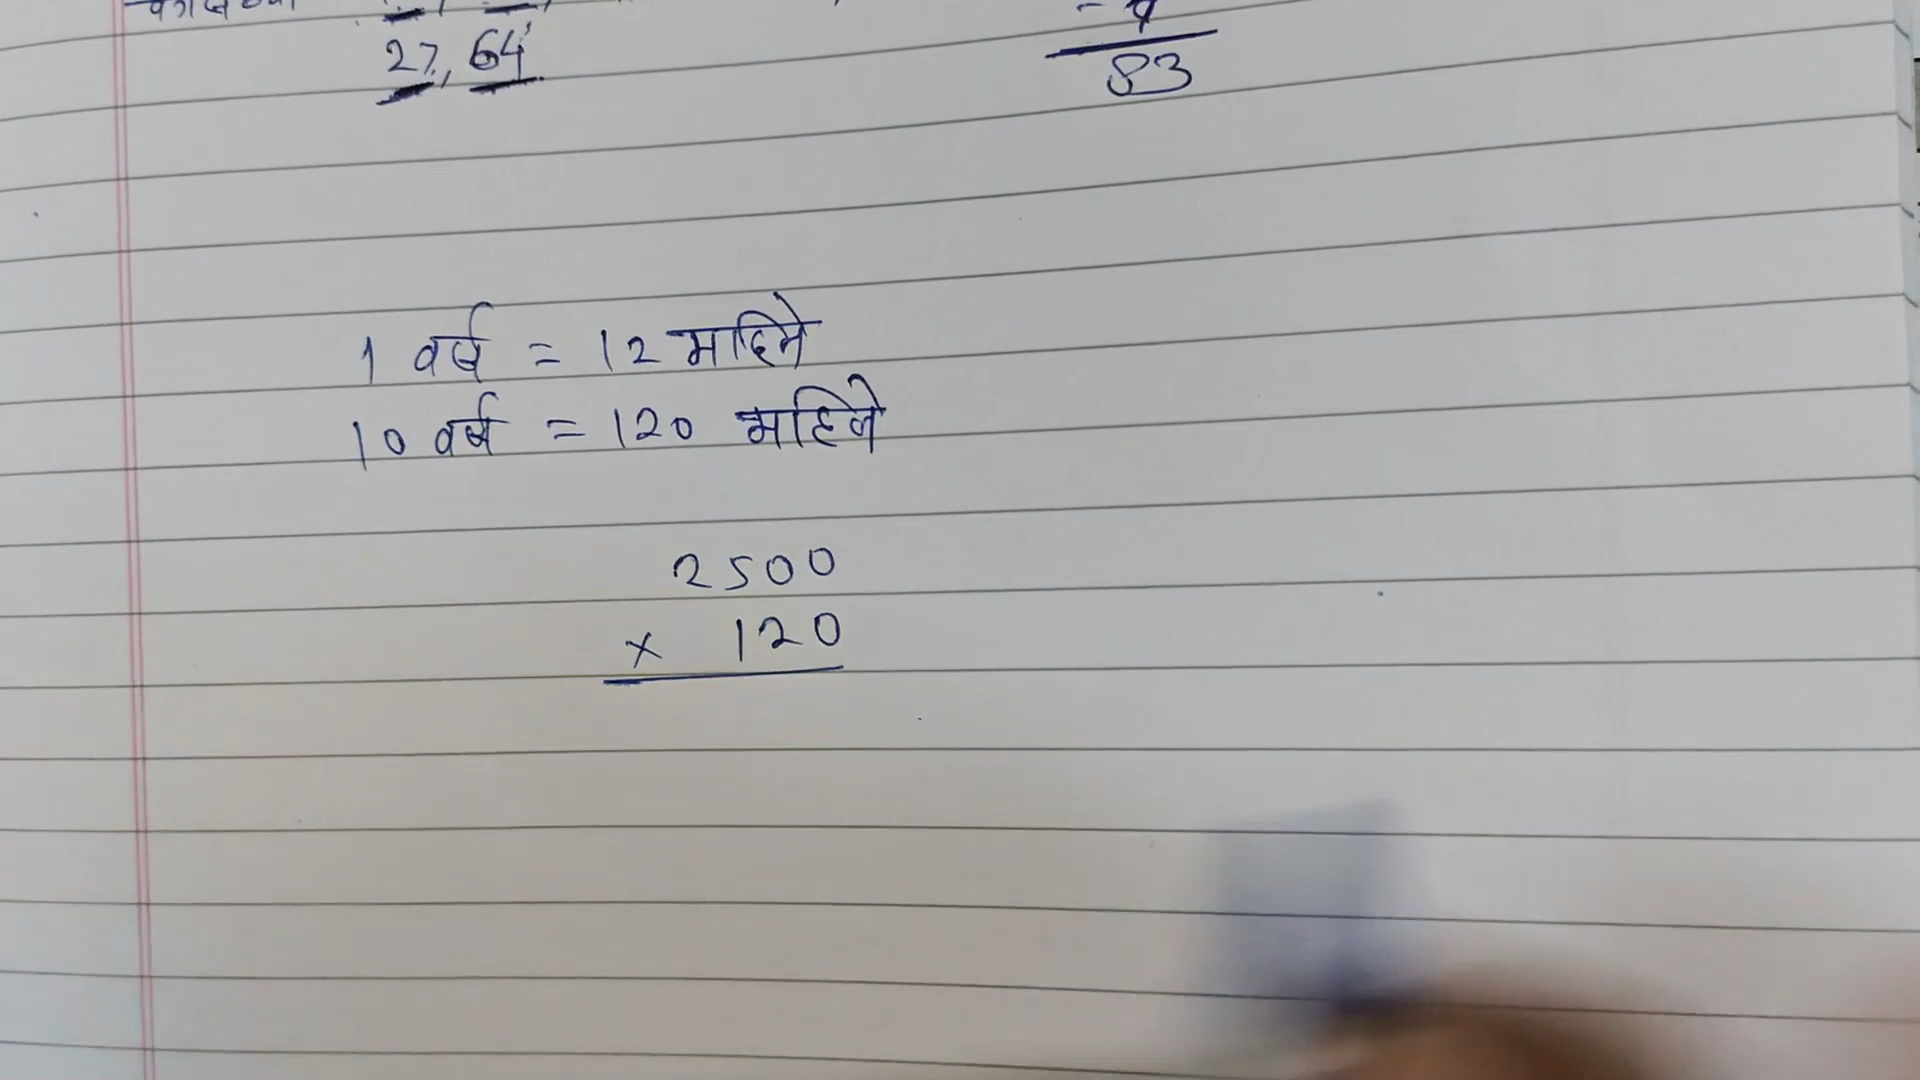 27, 64
83
1 वर्ष = 12 महिने
10 वर्ष = 120 महिने
2500
x 120